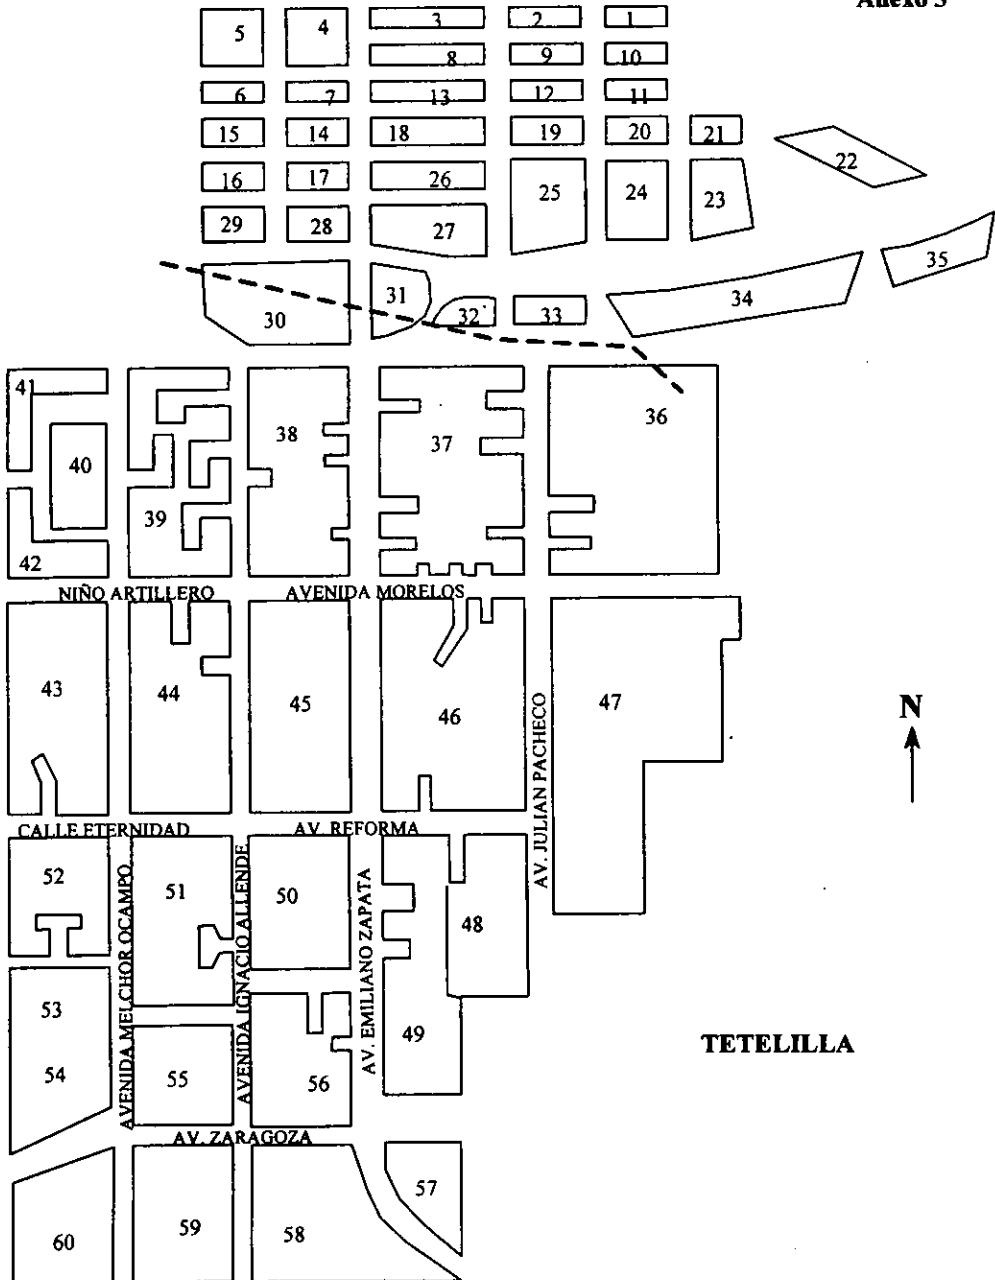 Anexo 3
5 4 3 2 1
8 9 10
6 7 13 12 11
15 14 18 19 20 21
22
16 17 26 25 24 23
29 28 27
35
30 31 32 33 34
41 40 39 38 37 36
42
NIÑO ARTILLERO AVENIDA MORELOS
43 44 45 46 47
N
AV. JULIAN PACHECO
CALLE ETERNIDAD AV. REFORMA
52 51 50 48
AVENIDA MELCHOR OCAMPO
AVENIDA IGNACIO ALLENDE
AV. EMILIANO ZAPATA
53 49
TETELILLA
54 55 56
AV. ZARAGOZA
57
60 59 58